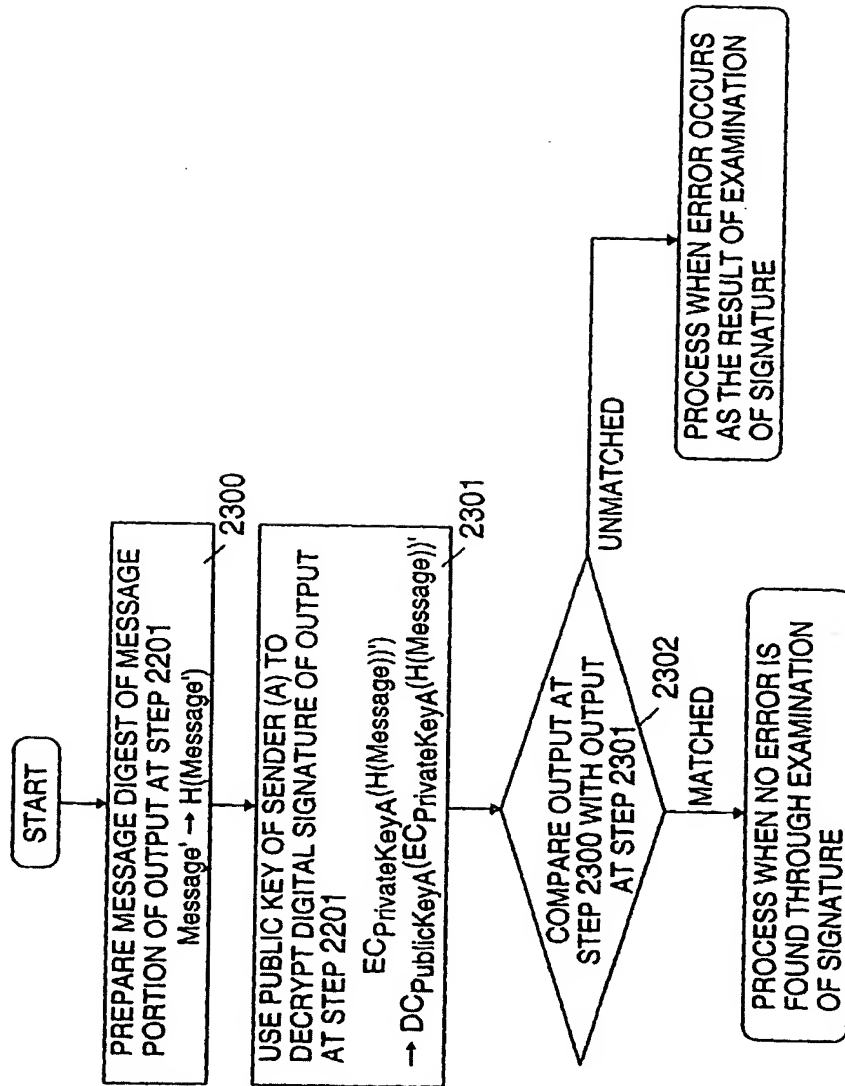 START
PREPARE MESSAGE DIGEST OF MESSAGE
PORTION OF OUTPUT AT STEP 2201
Message' → H(Message')
2300
USE PUBLIC KEY OF SENDER (A) TO
DECRYPT DIGITAL SIGNATURE OF OUTPUT
AT STEP 2201
ECPrivateKeyA(H(Message))')
→ DCPublicKeyA(ECPrivateKeyA(H(Message))'
2301
COMPARE OUTPUT AT
STEP 2300 WITH OUTPUT
AT STEP 2301
2302
UNMATCHED
MATCHED
PROCESS WHEN NO ERROR IS
FOUND THROUGH EXAMINATION
OF SIGNATURE
PROCESS WHEN ERROR OCCURS
AS THE RESULT OF EXAMINATION
OF SIGNATURE